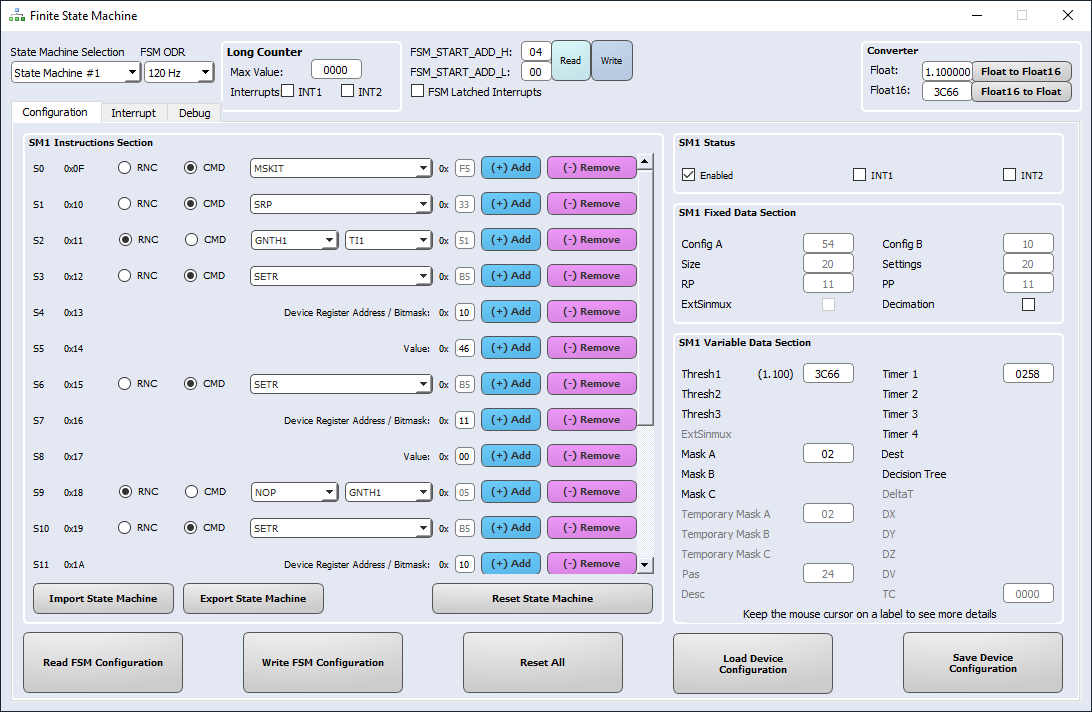 Finite State Machine
State Machine Selection FSM ODR
State Machine #1 120 Hz
Long Counter
Max Value: 0000
Interrupts: INT1 INT2
FSM_START_ADD_H: 04
FSM_START_ADD_L: 00
Read Write
FSM Latched Interrupts
Converter
Float: 1.100000 Float to Float16
Float16: 3C66 Float16 to Float
Configuration Interrupt Debug
SM1 Instructions Section
S0 0x0F RNC CMD MSKIT 0x F5 (+) Add (-) Remove
S1 0x10 RNC CMD SRP 0x 33 (+) Add (-) Remove
S2 0x11 RNC CMD GNTH1 TI1 0x 51 (+) Add (-) Remove
S3 0x12 RNC CMD SETR 0x B5 (+) Add (-) Remove
S4 0x13 Device Register Address / Bitmask: 0x 10 (+) Add (-) Remove
S5 0x14 Value: 0x 46 (+) Add (-) Remove
S6 0x15 RNC CMD SETR 0x B5 (+) Add (-) Remove
S7 0x16 Device Register Address / Bitmask: 0x 11 (+) Add (-) Remove
S8 0x17 Value: 0x 00 (+) Add (-) Remove
S9 0x18 RNC CMD NOP GNTH1 0x 05 (+) Add (-) Remove
S10 0x19 RNC CMD SETR 0x B5 (+) Add (-) Remove
S11 0x1A Device Register Address / Bitmask: 0x 10 (+) Add (-) Remove
Import State Machine Export State Machine Reset State Machine
SM1 Status
Enabled INT1 INT2
SM1 Fixed Data Section
Config A 54 Config B 10
Size 20 Settings 20
RP 11 PP 11
ExtSinmux Decimation
SM1 Variable Data Section
Thresh1 (1.100) 3C66 Timer 1 0258
Thresh2 Timer 2
Thresh3 Timer 3
ExtSinmux Timer 4
Mask A 02 Dest
Mask B Decision Tree
Mask C DeltaT
Temporary Mask A 02 DX
Temporary Mask B DY
Temporary Mask C DZ
Pas 24 DV
Desc TC 0000
Keep the mouse cursor on a label to see more details
Read FSM Configuration Write FSM Configuration Reset All Load Device Configuration Save Device Configuration